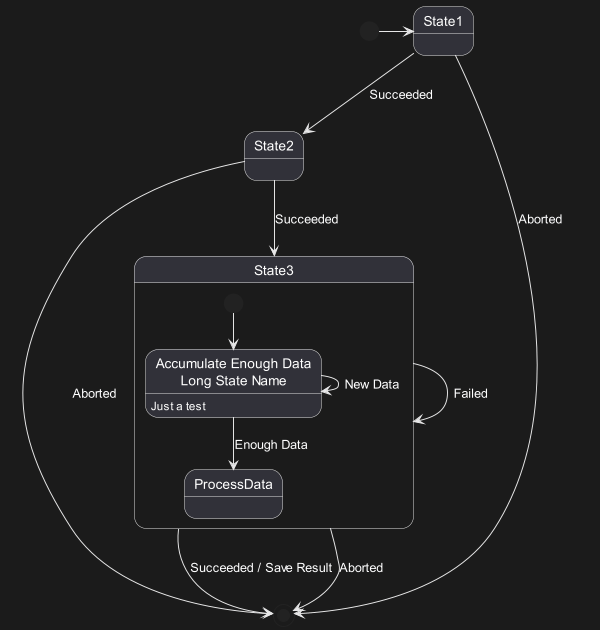 State1
Succeeded
State2
Succeeded
Aborted
State3
Accumulate Enough Data
Long State Name
New Data
Just a test
Aborted
Failed
Enough Data
ProcessData
Succeeded / Save Result
Aborted